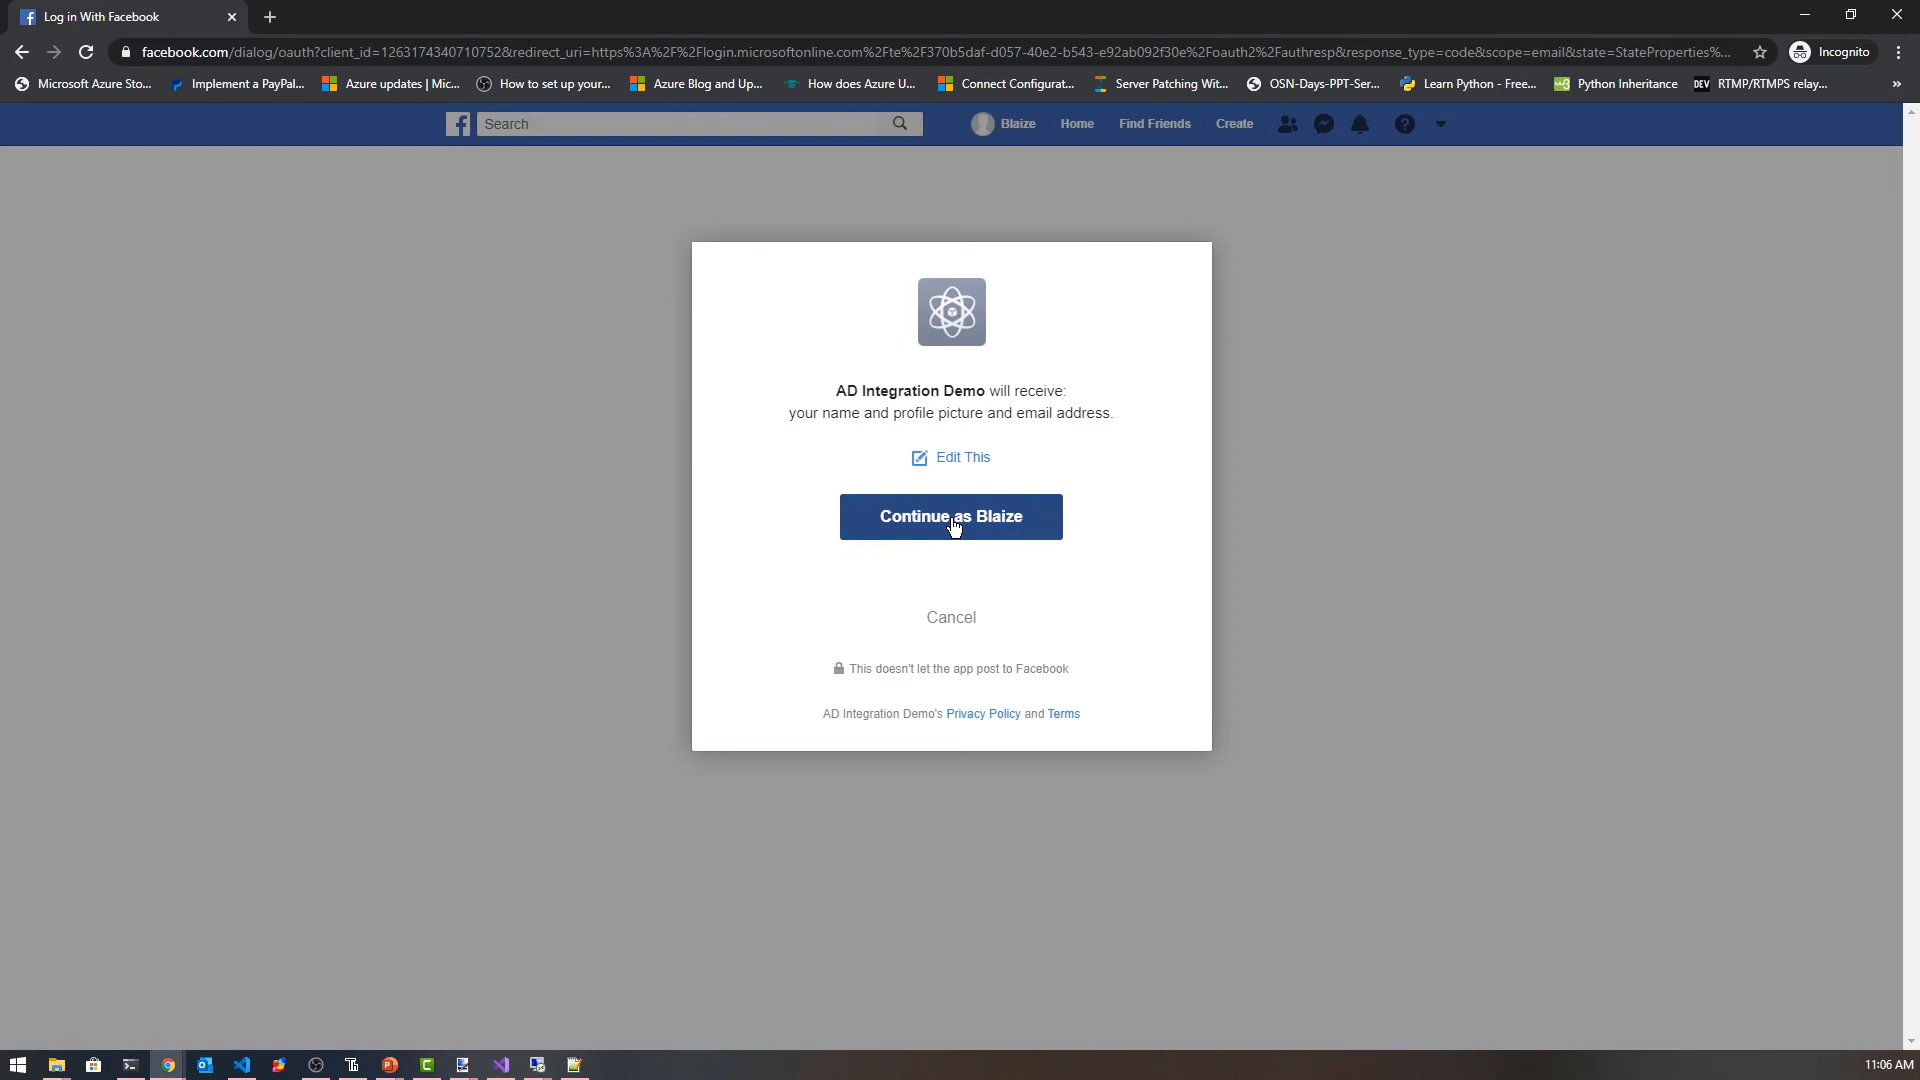 Log in With Facebook
facebook.com/dialog/oauth?client_id=1263174340710752&redirect_uri=https%3A%2F%2Flogin.microsoftonline.com%2Fte%2F370b5daf-d057-40e2-b543-e92ab092f30e%2Foauth2%2Fauthresp&response_type=code&scope=email&state=StateProperties%...
Incognito
Microsoft Azure Sto...
Implement a PayPal...
Azure updates | Mic...
How to set up your...
Azure Blog and Up...
How does Azure U...
Connect Configurat...
Server Patching Wit...
OSN-Days-PPT-Ser...
Learn Python - Free...
Python Inheritance
DEV RTMP/RTMPS relay...
Search
Blaize
Home
Find Friends
Create
AD Integration Demo will receive:
your name and profile picture and email address.
Edit This
Continue as Blaize
Cancel
This doesn't let the app post to Facebook
AD Integration Demo's Privacy Policy and Terms
11:06 AM